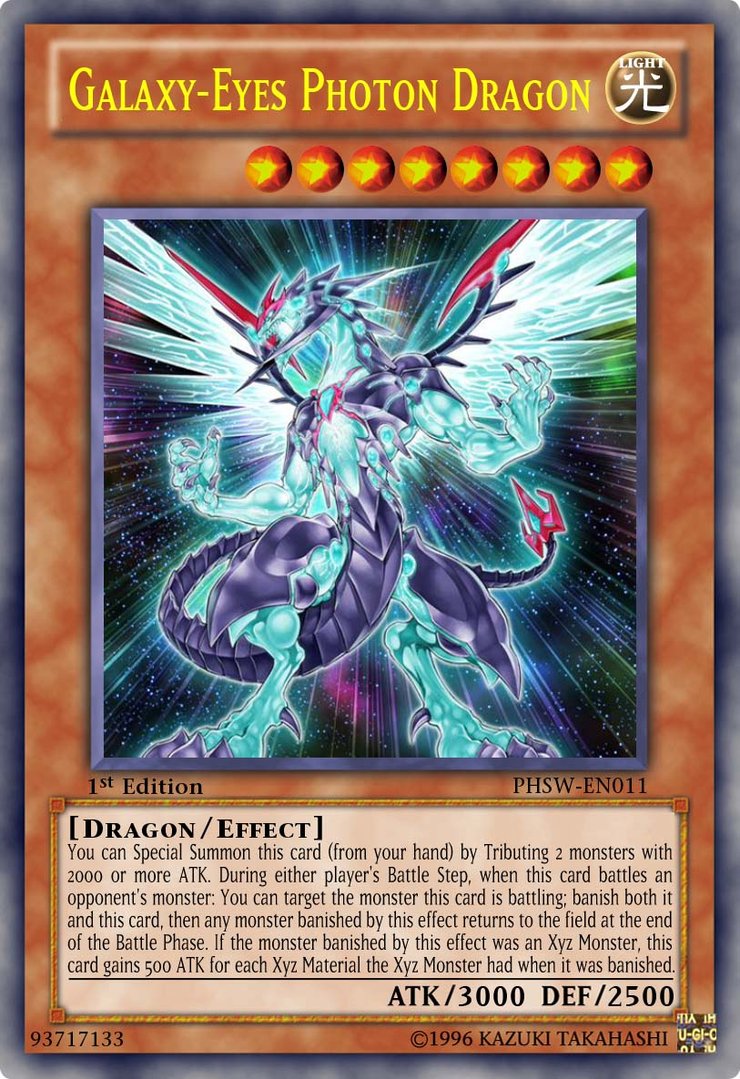 GALAXY-EYES PHOTON DRAGON
LIGHT
光
1st Edition
PHSW-EN011
[DRAGON/EFFECT]
You can Special Summon this card (from your hand) by Tributing 2 monsters with
2000 or more ATK. During either player's Battle Step, when this card battles an
opponent's monster: You can target the monster this card is battling; banish both it
and this card, then any monster banished by this effect returns to the field at the end
of the Battle Phase. If the monster banished by this effect was an Xyz Monster, this
card gains 500 ATK for each Xyz Material the Xyz Monster had when it was banished.
ATK/3000 DEF/2500
93717133
©1996 KAZUKI TAKAHASHI